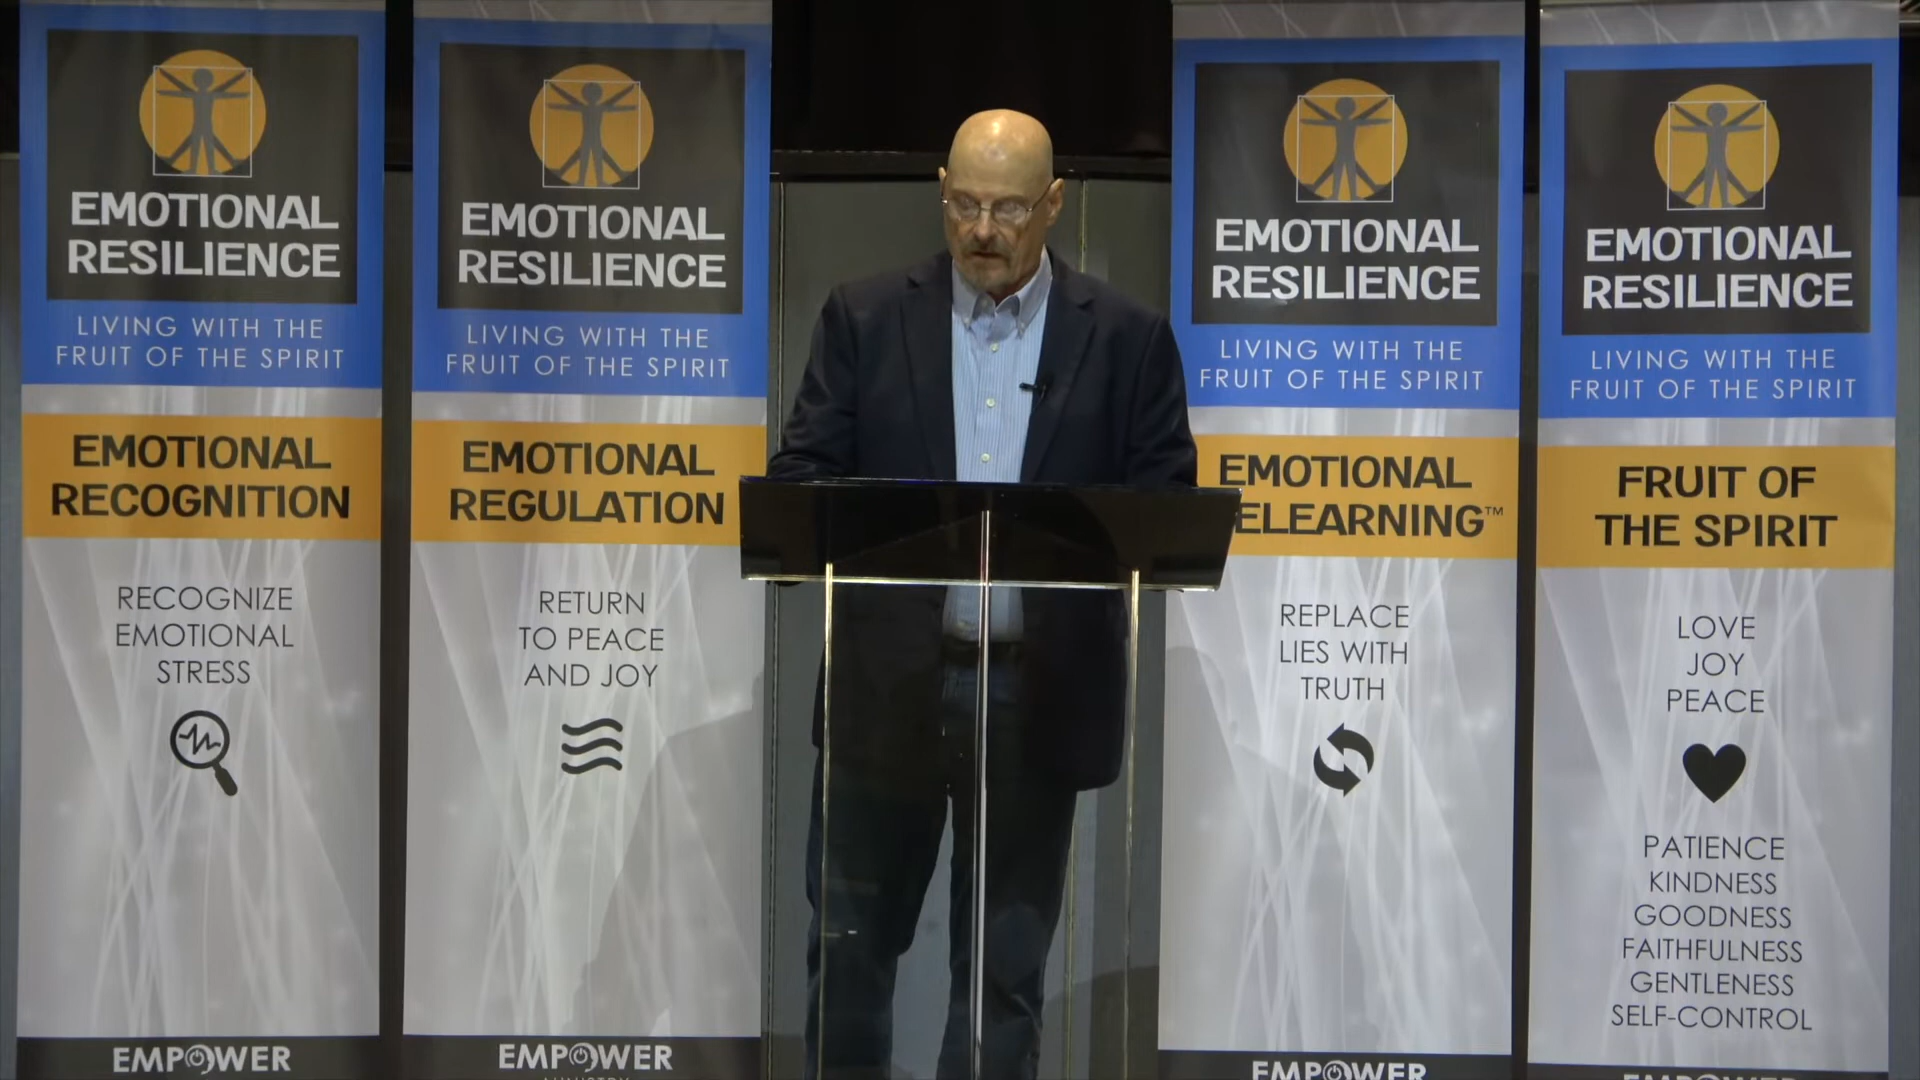 EMOTIONAL
RESILIENCE
LIVING WITH THE
FRUIT OF THE SPIRIT
EMOTIONAL
RECOGNITION
RECOGNIZE
EMOTIONAL
STRESS
EMPOWER
EMOTIONAL
RESILIENCE
LIVING WITH THE
FRUIT OF THE SPIRIT
EMOTIONAL
REGULATION
RETURN
TO PEACE
AND JOY
EMPOWER
EMOTIONAL
RESILIENCE
LIVING WITH THE
FRUIT OF THE SPIRIT
EMOTIONAL
ELEARNING™
REPLACE
LIES WITH
TRUTH
EMPOWER
EMOTIONAL
RESILIENCE
LIVING WITH THE
FRUIT OF THE SPIRIT
FRUIT OF
THE SPIRIT
LOVE
JOY
PEACE
PATIENCE
KINDNESS
GOODNESS
FAITHFULNESS
GENTLENESS
SELF-CONTROL